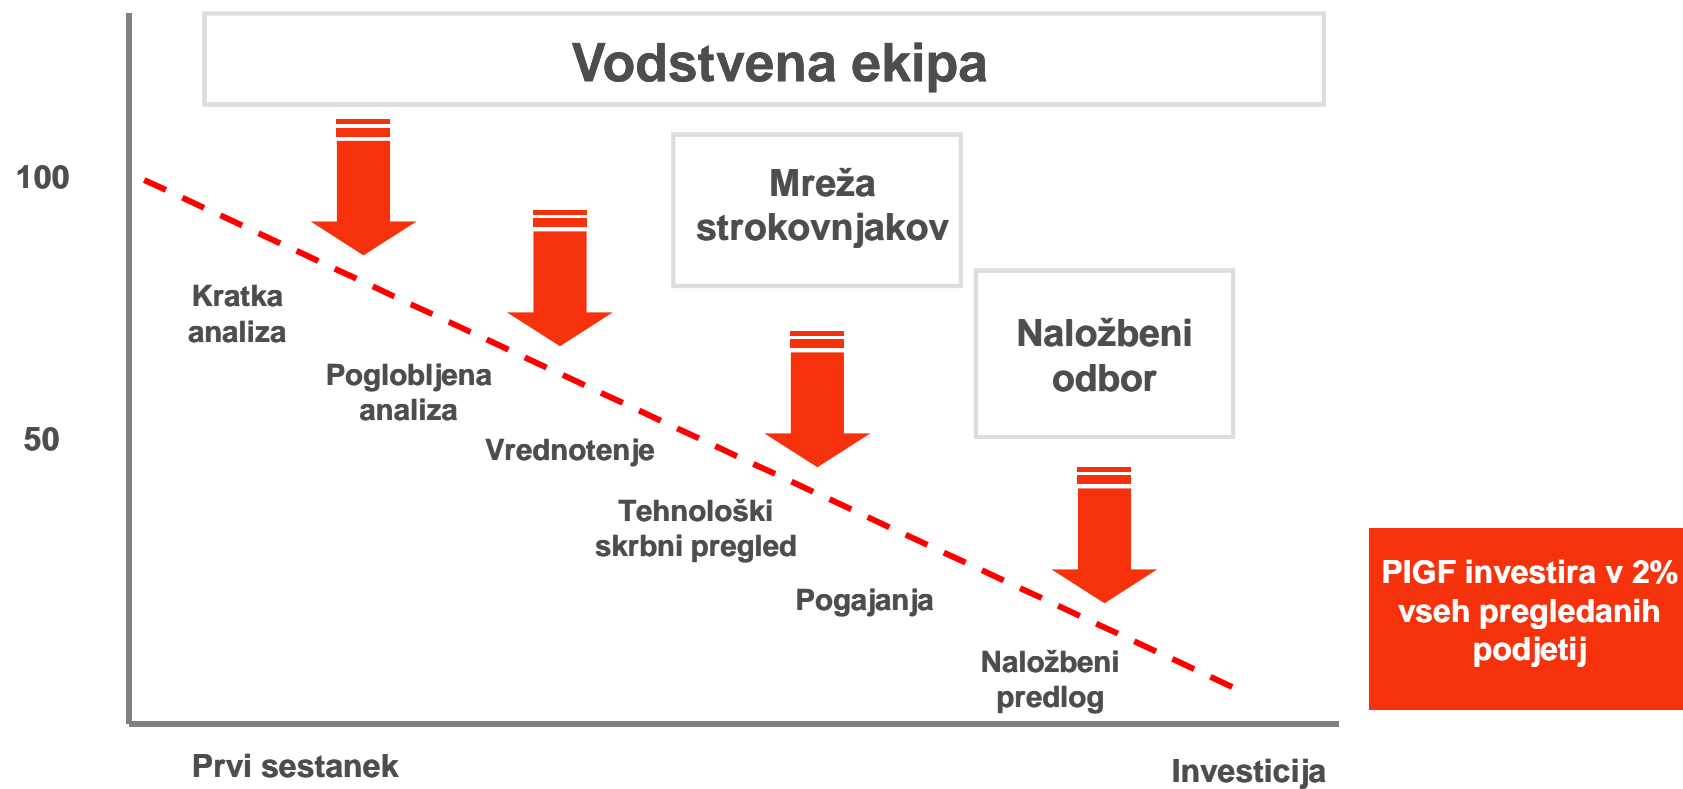 Vodstvena ekipa
100
Mreža
strokovnjakov
Kratka
analiza
Naložbeni
odbor
Poglobljena
analiza
50
Vrednotenje
Tehnološki
skrbni pregled
PIGF investira v 2%
vseh pregledanih
podjetij
Pogajanja
Naložbeni
predlog
Prvi sestanek
Investicija